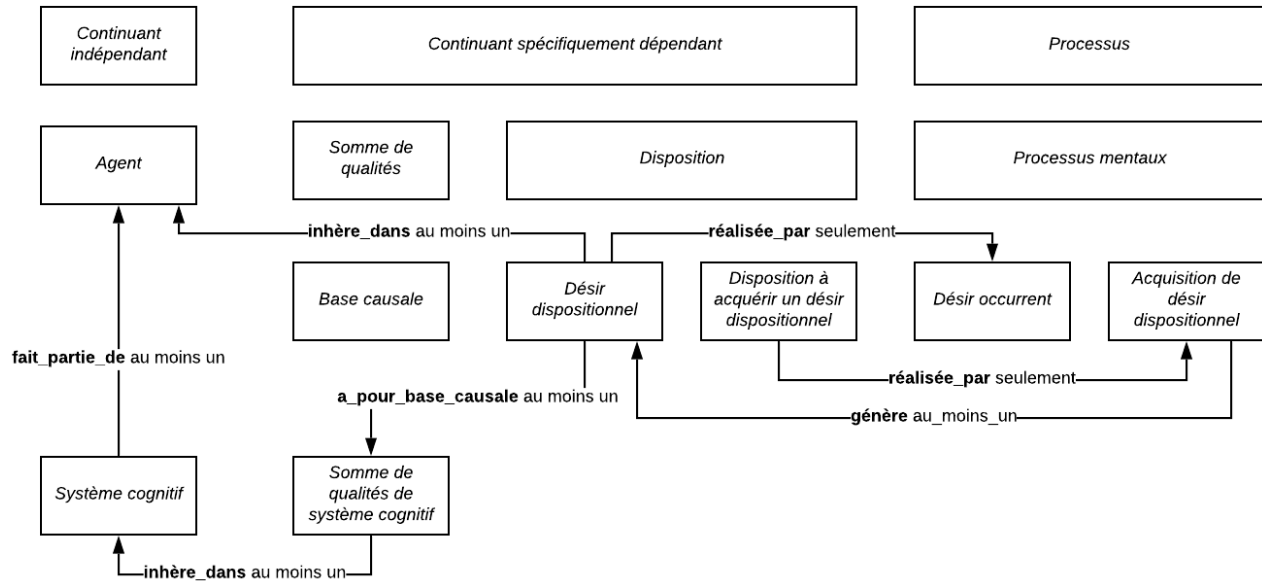 Continuant
indépendant
Continuant spécifiquement dépendant
Processus
Agent
Somme de
qualités
Disposition
Processus mentaux
inhère_dans au moins un
réalisée_par seulement
Base causale
Désir
dispositionnel
Disposition à
acquérir un désir
dispositionnel
Désir occurrent
Acquisition de
désir
dispositionnel
fait_partie_de au moins un
réalisée_par seulement
a_pour_base_causale au moins un
génère au_moins_un
Système cognitif
Somme de
qualités de
système cognitif
inhère_dans au moins un